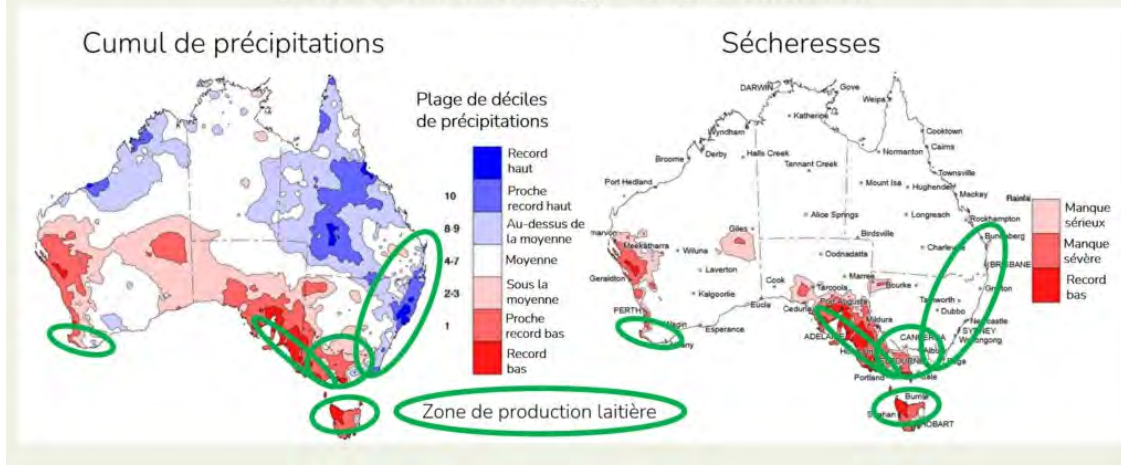 Cumul de précipitations
Sécheresses
Plage de déciles
de précipitations
Record
haut
10
Proche
record haut
8-9
Au-dessus de
la moyenne
4-7
Moyenne
2-3
Sous la
moyenne
1
Proche
record bas
Record
bas
Zone de production laitière
DARWIN
Gove
Weipa
Katherine
Wyndham
Cooktown
Cairns
Broome
Derby
Halls Creek
Normanton
Tennant Creek
Townsville
Port Hedland
Mount Isa
Hughenden
Mackay
Alice Springs
Longreach
Rockhampton
Giles
Birdsville
Bundaberg
Meekatharra
Wiluna
Oodnadatta
Charleville
BRISBANE
Geraldton
Laverton
Marree
Bourke
Grafton
Cook
Tarcoola
Tamworth
Kalgoorlie
Port Augusta
Dubbo
PERTH
Eucla
Ceduna
Newcastle
Mildura
SYDNEY
Wollongong
Esperance
ADELAIDE
CANBERRA
Albany
Portland
Sale
Burnie
HOBART
Manque
sérieux
Manque
sévère
Record
bas